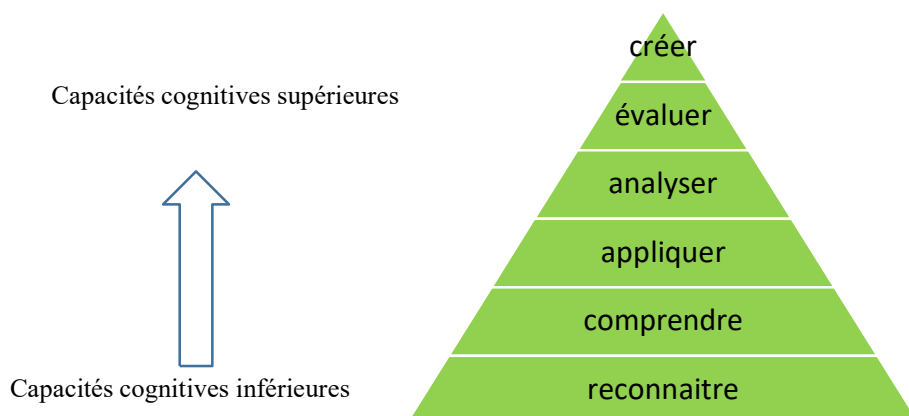 créer
Capacités cognitives supérieures
évaluer
analyser
appliquer
comprendre
Capacités cognitives inférieures
reconnaitre